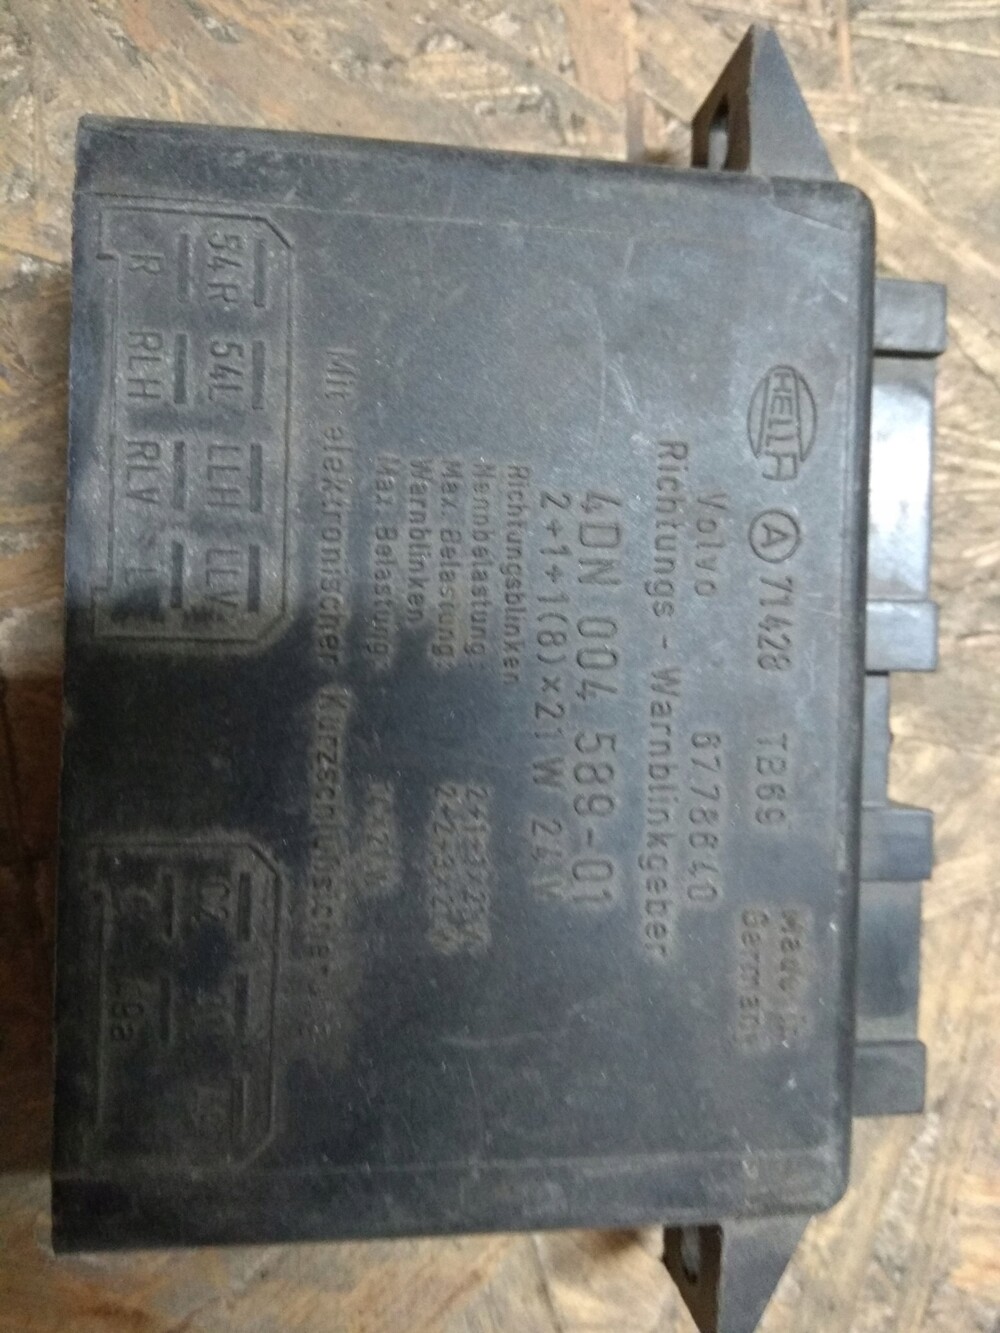 HELLA A 71428 TB69 Made in
Germany
Volvo 6778640
Richtungs - Warnblinkgeber
4DN 004 589-01
2+1+1(8)×21W 24V
Richtungsblinken
Nennbelastung:
Max. Belastung:
Warnblinken
Max Belastung:
Mit elektronischer
54R 54L LLH LLV
R RLH RLV L
C2
C 49a